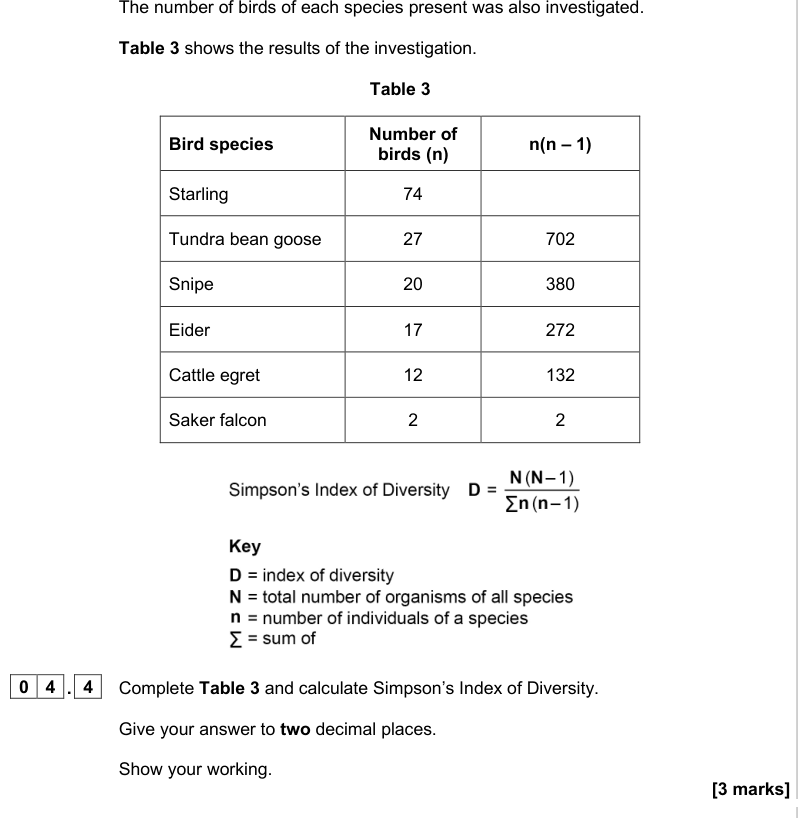 The number of birds of each species present was also investigated.
Table 3 shows the results of the investigation.
Table 3
Bird species Number of birds (n) n(n – 1)
Starling 74
Tundra bean goose 27 702
Snipe 20 380
Eider 17 272
Cattle egret 12 132
Saker falcon 2 2
Simpson's Index of Diversity D = N(N–1) / ∑n(n–1)
Key
D = index of diversity
N = total number of organisms of all species
n = number of individuals of a species
∑ = sum of
0 4 . 4 Complete Table 3 and calculate Simpson's Index of Diversity.
Give your answer to two decimal places.
Show your working.
[3 marks]